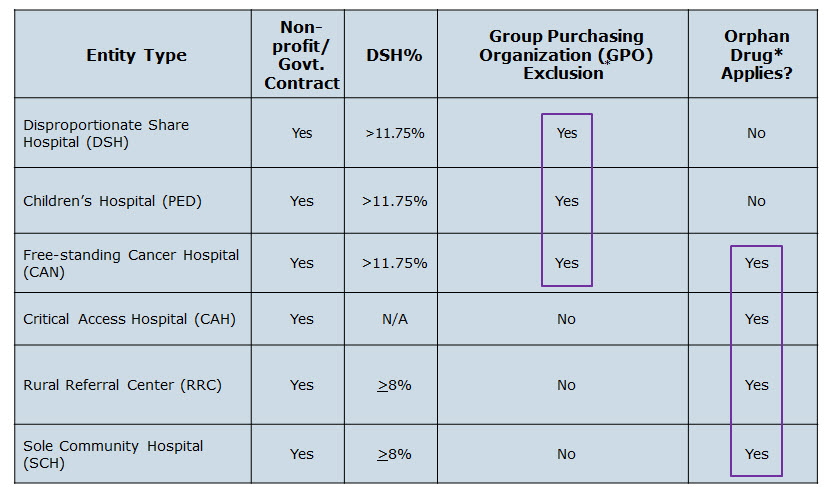 Entity Type
Non-
profit/
Govt.
Contract
DSH%
Group Purchasing
Organization (GPO)
Exclusion*
Orphan
Drug*
Applies?
Disproportionate Share
Hospital (DSH)
Yes
>11.75%
Yes
No
Children’s Hospital (PED)
Yes
>11.75%
Yes
No
Free-standing Cancer Hospital
(CAN)
Yes
>11.75%
Yes
Yes
Critical Access Hospital (CAH)
Yes
N/A
No
Yes
Rural Referral Center (RRC)
Yes
≥8%
No
Yes
Sole Community Hospital
(SCH)
Yes
≥8%
No
Yes